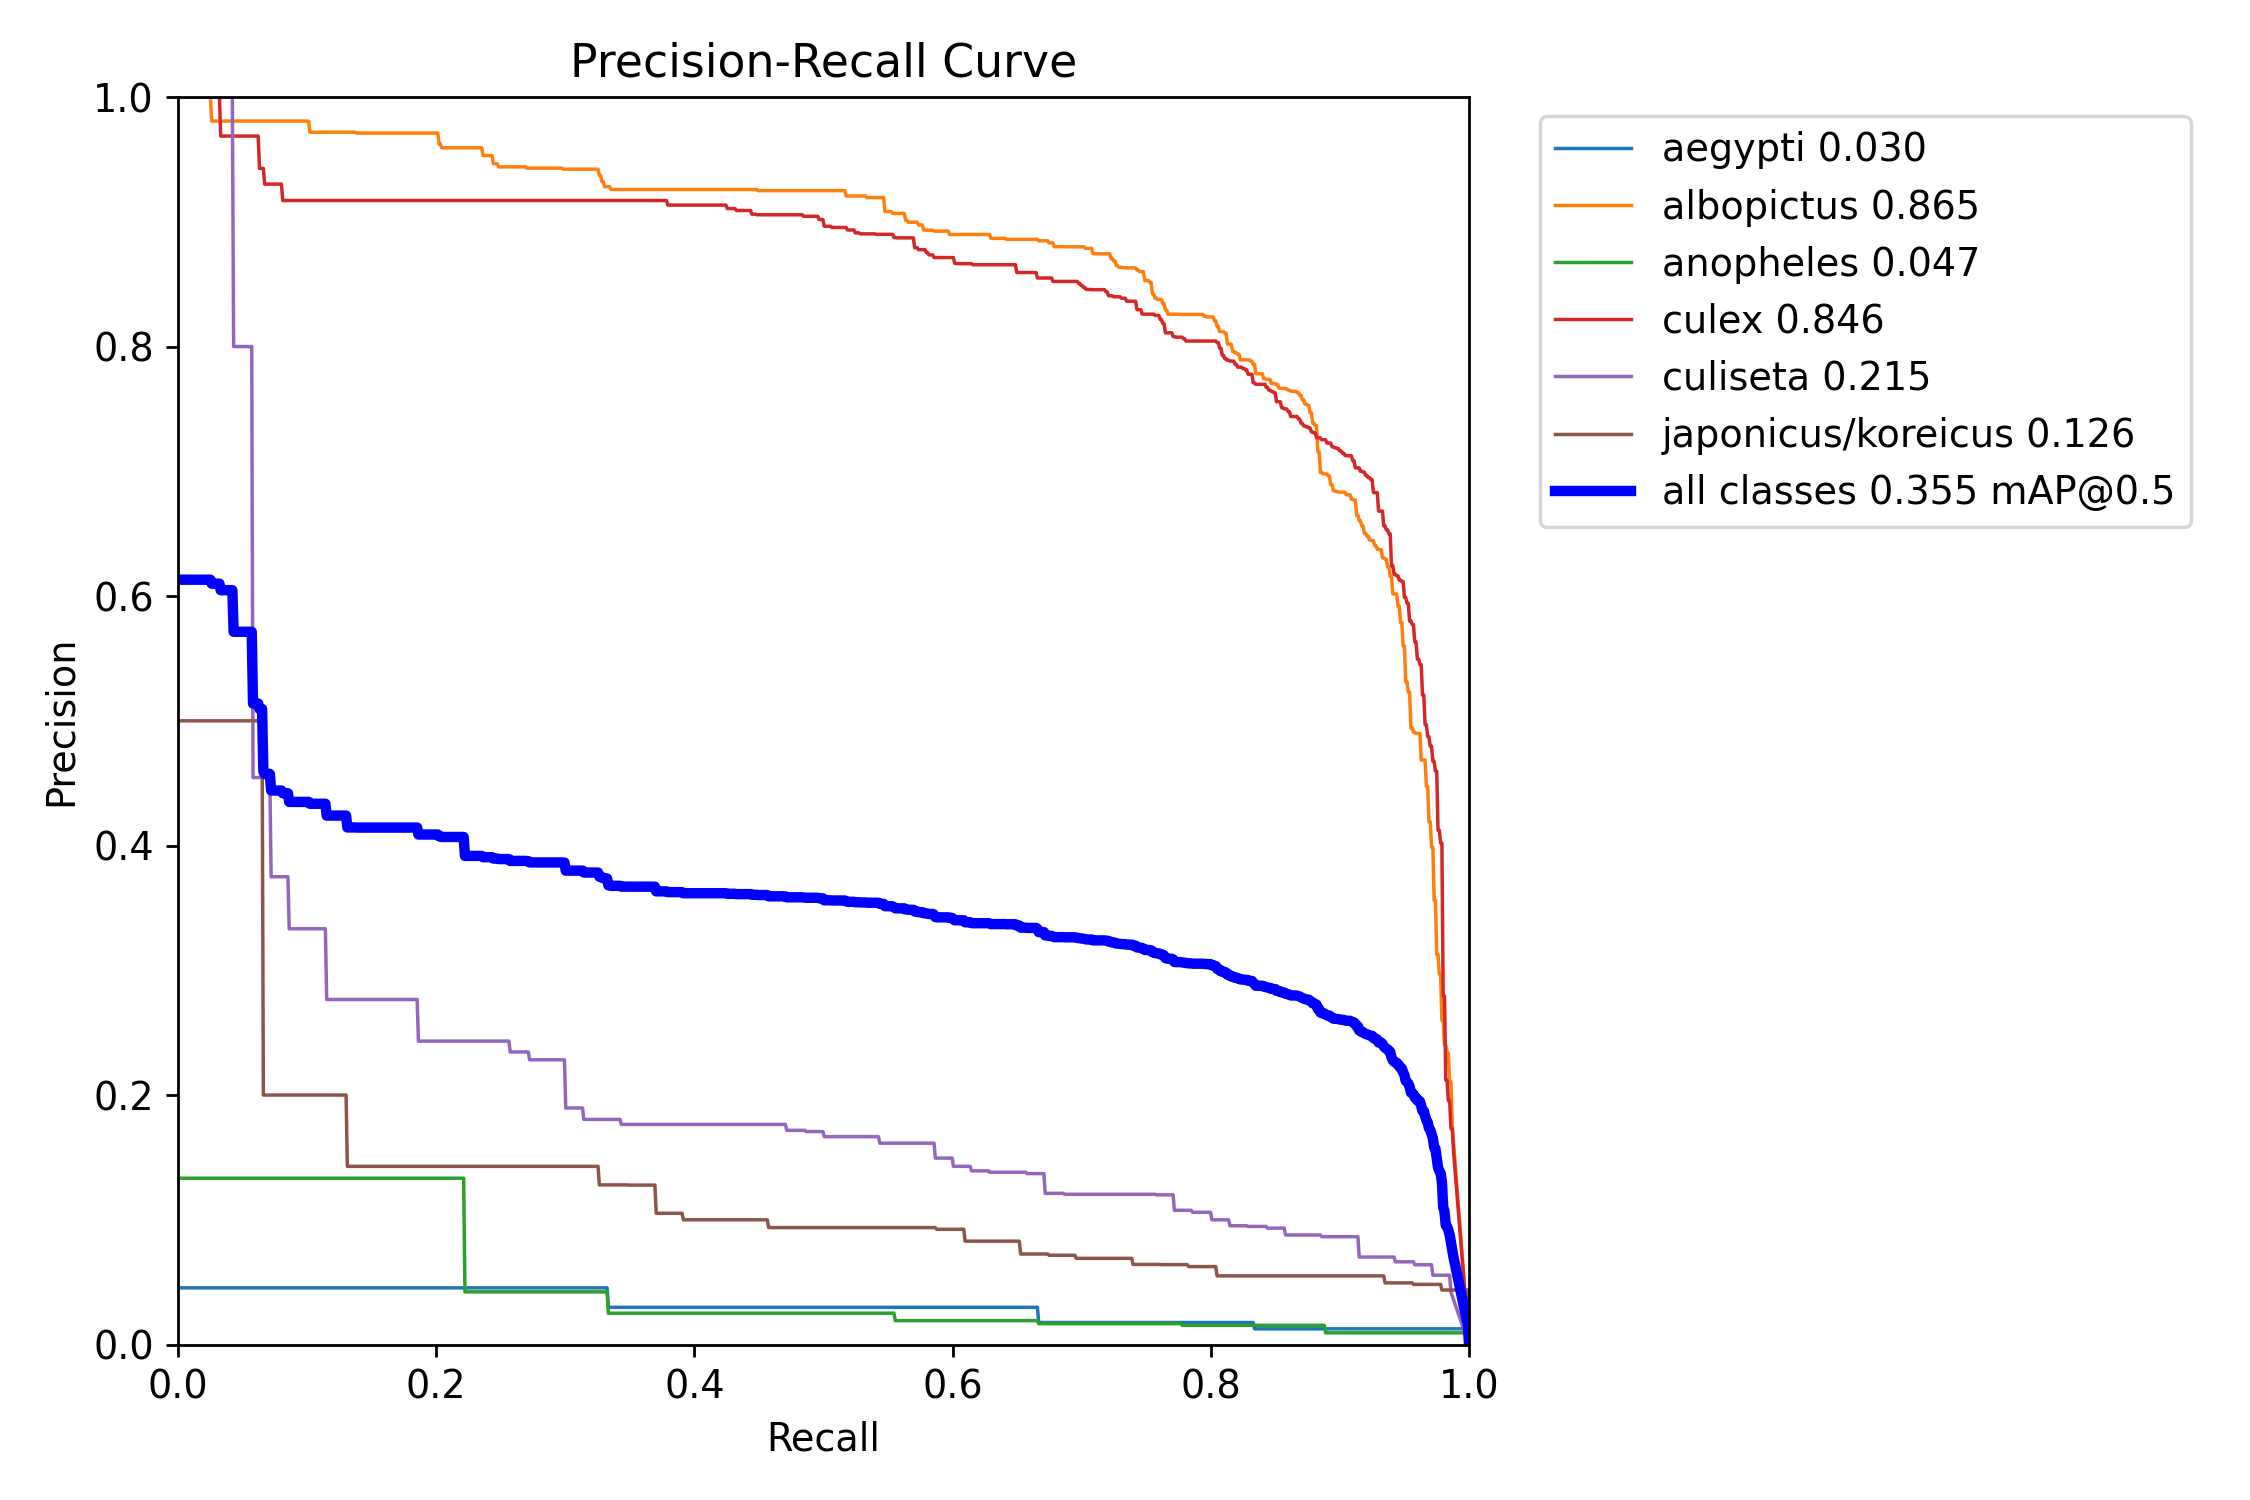 Precision-Recall Curve
1.0
0.8
0.6
0.4
0.2
0.0
Precision
0.0 0.2 0.4 0.6 0.8 1.0
Recall
aegypti 0.030
albopictus 0.865
anopheles 0.047
culex 0.846
culiseta 0.215
japonicus/koreicus 0.126
all classes 0.355 mAP@0.5